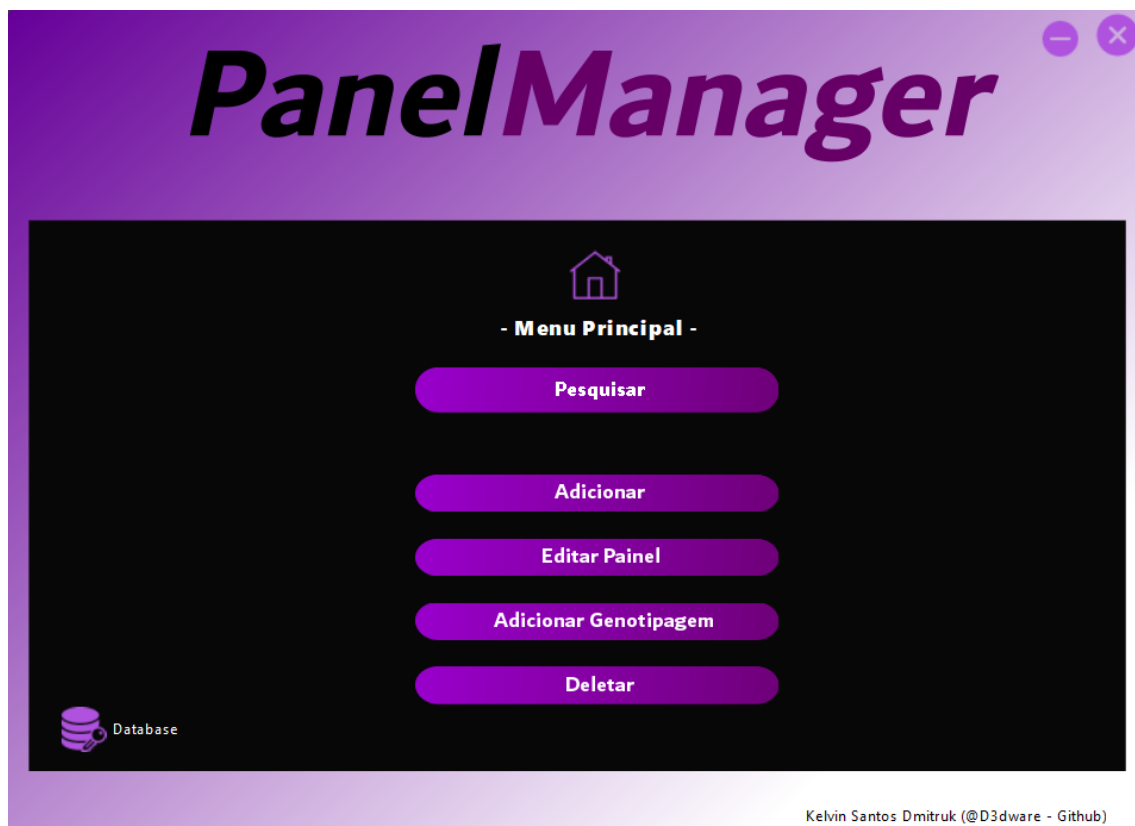 PanelManager
- Menu Principal -
Pesquisar
Adicionar
Editar Painel
Adicionar Genotipagem
Deletar
Database
Kelvin Santos Dmitruk (@D3dware - Github)